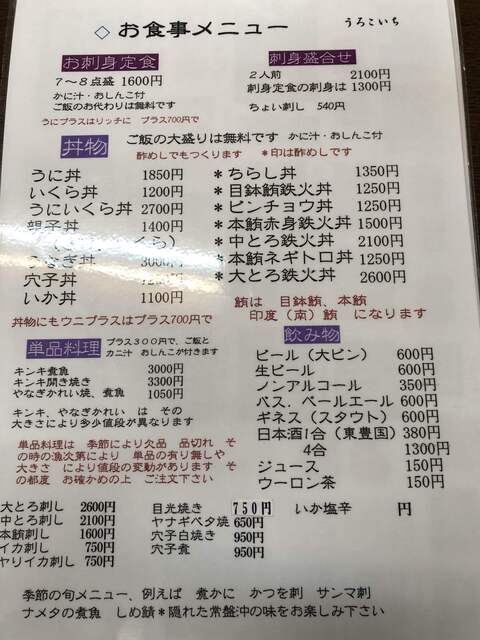 ◇ お食事メニュー
うろこいち
お刺身定食
7〜8点盛 1600円
かに汁・おしんこ付
ご飯のお代わりは無料です
うにプラスはリッチに プラス700円で
刺身盛合せ
2人前 2100円
刺身定食の刺身は 1300円
ちょい刺し 540円
丼物
ご飯の大盛りは無料です かに汁・おしんこ付
酢めしでもつくります *印は酢めしです
うに丼 1850円
いくら丼 1200円
うにいくら丼 2700円
親子丼 1400円
くら)
うなぎ丼 3000円
穴子丼
いか丼 1100円
丼物にもウニプラスはプラス700円で
*ちらし丼 1350円
*目鉢鮪鉄火丼 1250円
*ビンチョウ丼 1250円
*本鮪赤身鉄火丼 1500円
*中とろ鉄火丼 2100円
*本鮪ネギトロ丼 1250円
*大とろ鉄火丼 2600円
鮪は 目鉢鮪、本鮪
印度(南)鮪 になります
単品料理
プラス300円で、ご飯と
カニ汁 おしんこが付きます
キンキ煮魚 3000円
キンキ開き焼き 3300円
やなぎかれい焼、煮魚 1050円
キンキ、やなぎかれい は その
大きさにより多少値段が異なります
単品料理は 季節により欠品 品切れ そ
の時の漁次第により 単品の有り無しや
大きさ により値段の変動があります そ
の都度 お確かめの上 ご注文下さい
飲み物
ビール(大ビン) 600円
生ビール 600円
ノンアルコール 350円
バス.ペールエール 600円
ギネス(スタウト) 600円
日本酒1合(東豊国) 380円
4合 1300円
ジュース 150円
ウーロン茶 150円
大とろ刺し 2600円
中とろ刺し 2100円
本鮪刺し 1100円
イカ刺し 750円
ヤリイカ刺し 750円
目光焼き 750円
ヤナギベタ焼 650円
穴子白焼き 950円
穴子煮 950円
いか塩辛 円
季節の旬メニュー、例えば 煮かに かつを刺 サンマ刺
ナメタの煮魚 しめ鯖*隠れた常盤沖の味をお楽しみ下さい